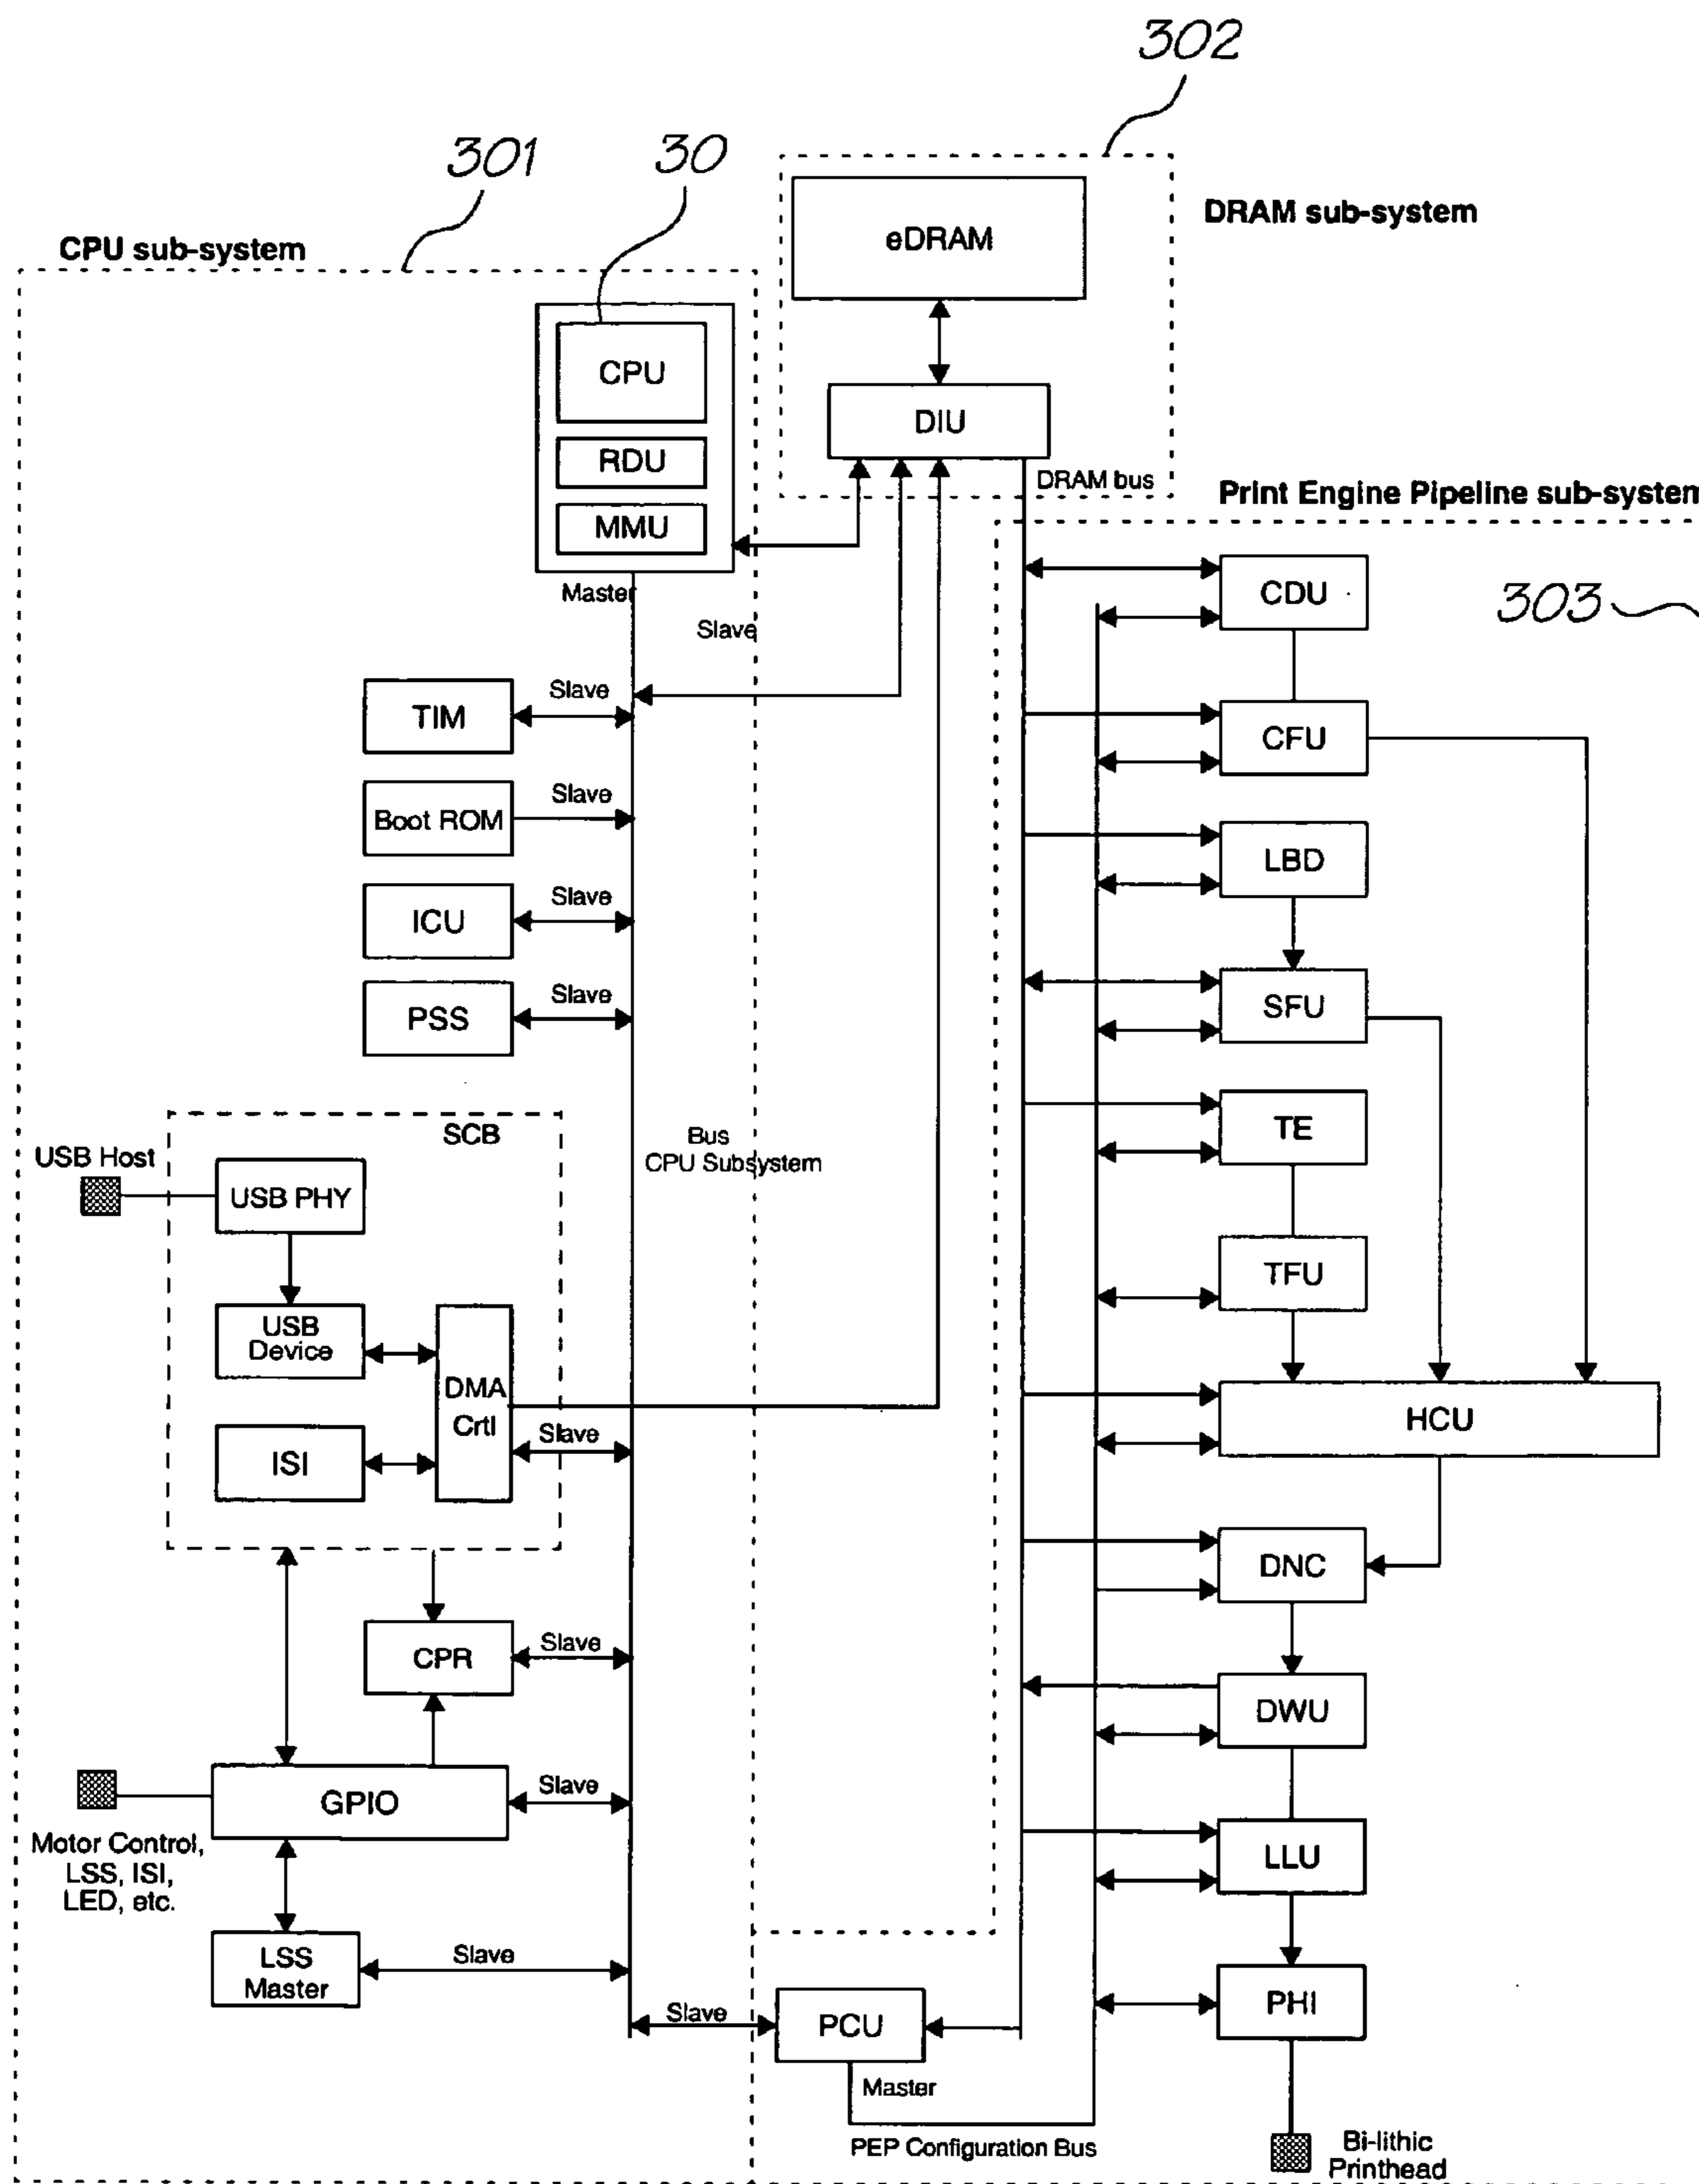 302
301
30
CPU sub-system
DRAM sub-system
eDRAM
CPU
DIU
RDU
MMU
DRAM bus
Print Engine Pipeline sub-system
Master
Slave
CDU
303
TIM
Slave
CFU
Boot ROM
Slave
LBD
ICU
Slave
PSS
Slave
SFU
SCB
USB Host
USB PHY
Bus
CPU Subsystem
TE
USB
Device
TFU
DMA
Crtl
Slave
ISI
HCU
DNC
CPR
Slave
DWU
GPIO
Slave
Motor Control,
LSS, ISI,
LED, etc.
LLU
LSS
Master
Slave
Slave
PCU
PHI
Master
PEP Configuration Bus
Bi-lithic
Printhead